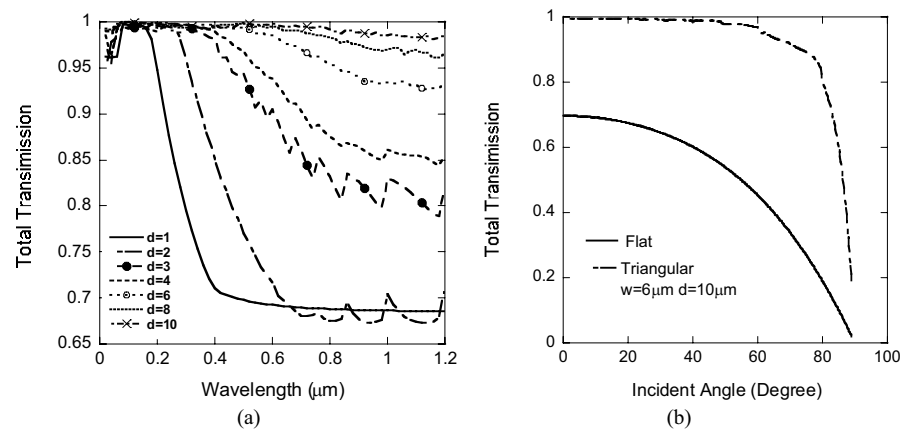 1
0.95
0.9
0.85
0.8
0.75
0.7
0.65
Total Transimission
d=1
d=2
d=3
d=4
d=6
d=8
d=10
0 0.2 0.4 0.6 0.8 1 1.2
Wavelength (μm)
(a)
1
0.8
0.6
0.4
0.2
0
Total Transimission
Flat
Triangular
w=6μm d=10μm
0 20 40 60 80 100
Incident Angle (Degree)
(b)